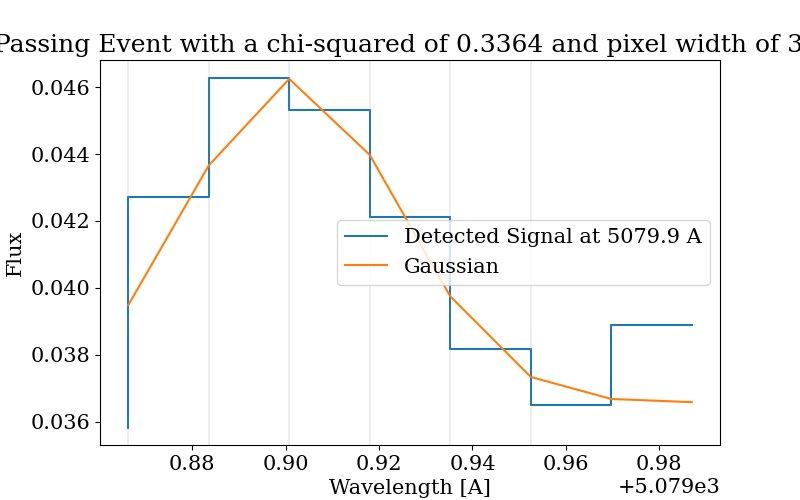 Passing Event with a chi-squared of 0.3364 and pixel width of 3
0.046
0.044
0.042
0.040
0.038
0.036
Flux
Detected Signal at 5079.9 A
Gaussian
0.88 0.90 0.92 0.94 0.96 0.98
Wavelength [A]
+5.079e3